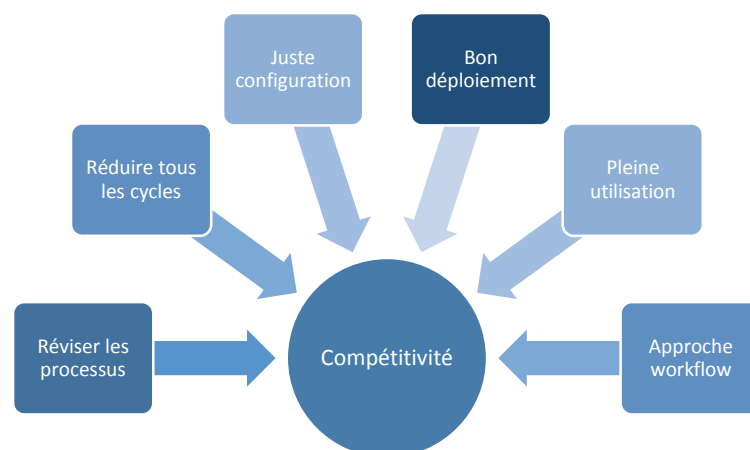 Juste
configuration
Bon
déploiement
Réduire tous
les cycles
Pleine
utilisation
Réviser les
processus
Compétitivité
Approche
workflow